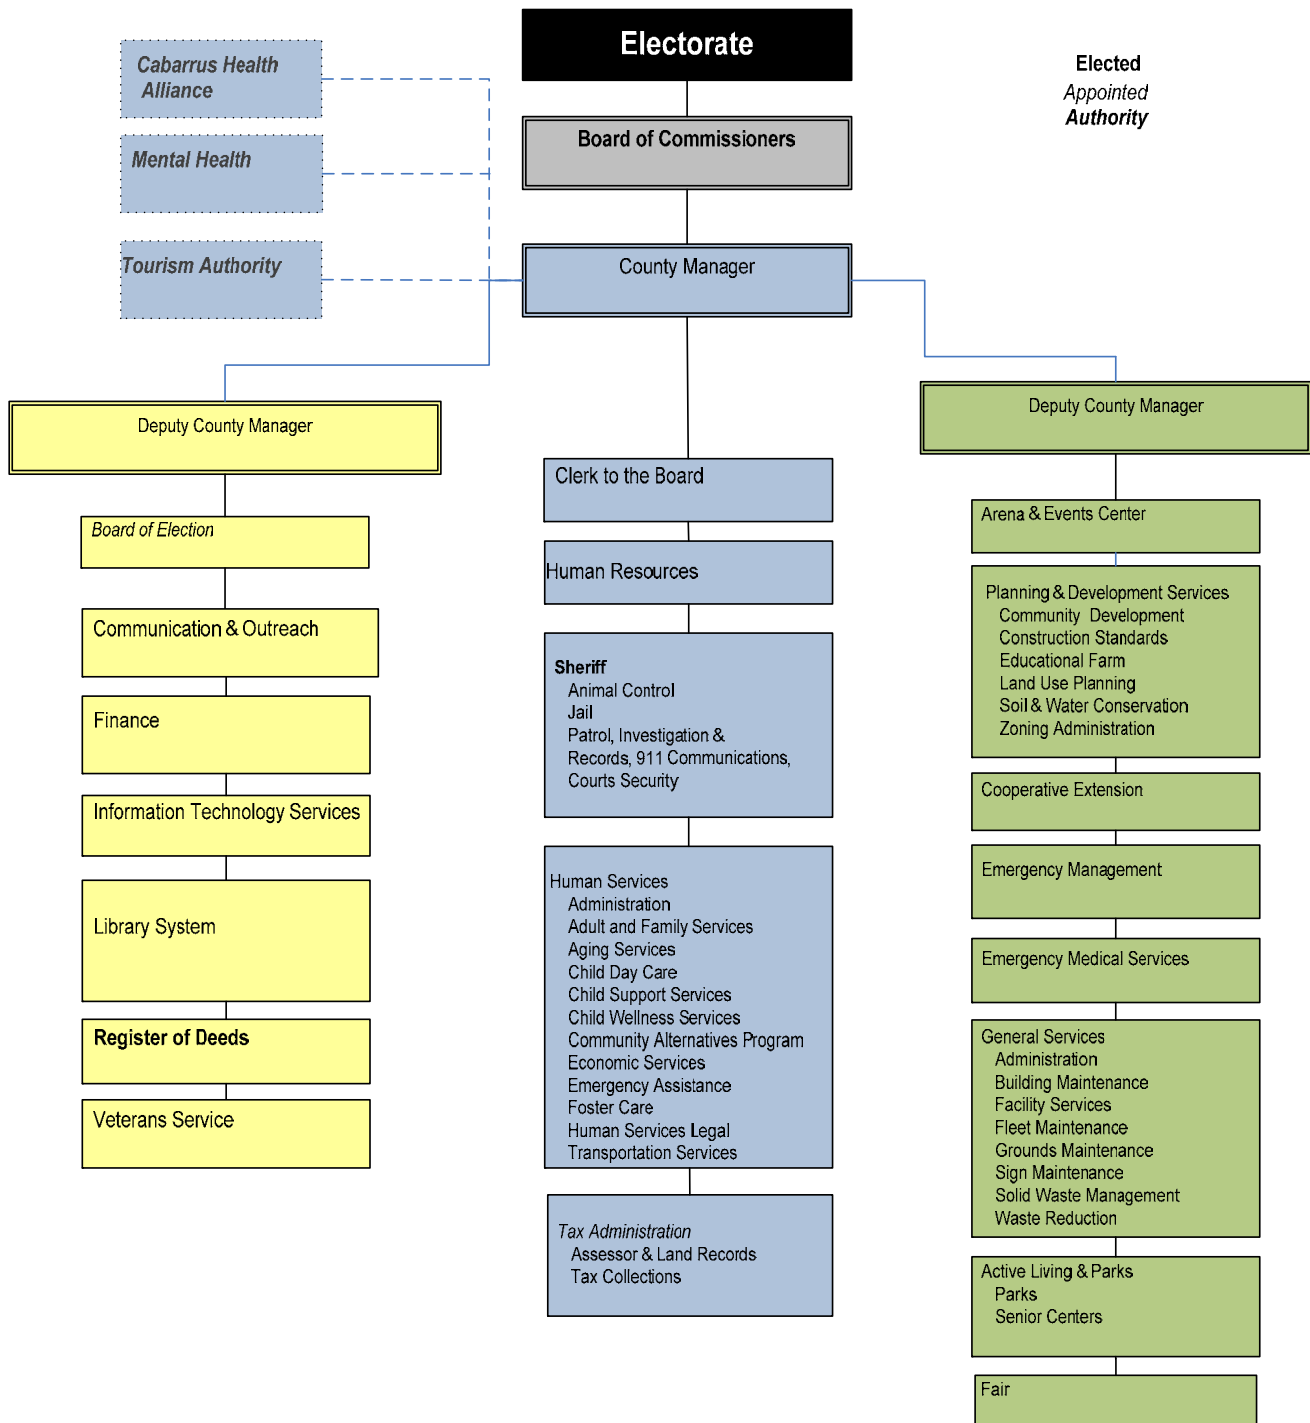 Electorate
Elected
Appointed
Authority
Cabarrus Health
Alliance
Board of Commissioners
Mental Health
Tourism Authority
County Manager
Deputy County Manager
Board of Election
Communication & Outreach
Finance
Information Technology Services
Library System
Register of Deeds
Veterans Service
Clerk to the Board
Human Resources
Sheriff
Animal Control
Jail
Patrol, Investigation &
Records, 911 Communications,
Courts Security
Human Services
Administration
Adult and Family Services
Aging Services
Child Day Care
Child Support Services
Child Wellness Services
Community Alternatives Program
Economic Services
Emergency Assistance
Foster Care
Human Services Legal
Transportation Services
Tax Administration
Assessor & Land Records
Tax Collections
Deputy County Manager
Arena & Events Center
Planning & Development Services
Community Development
Construction Standards
Educational Farm
Land Use Planning
Soil & Water Conservation
Zoning Administration
Cooperative Extension
Emergency Management
Emergency Medical Services
General Services
Administration
Building Maintenance
Facility Services
Fleet Maintenance
Grounds Maintenance
Sign Maintenance
Solid Waste Management
Waste Reduction
Active Living & Parks
Parks
Senior Centers
Fair